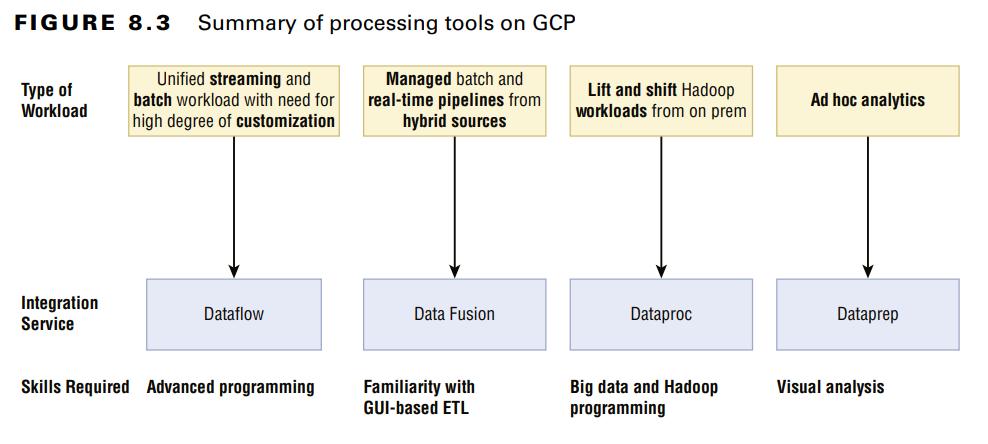 FIGURE 8.3 Summary of processing tools on GCP
Type of
Workload
Unified streaming and
batch workload with need for
high degree of customization
Managed batch and
real-time pipelines from
hybrid sources
Lift and shift Hadoop
workloads from on prem
Ad hoc analytics
Integration
Service
Dataflow
Data Fusion
Dataproc
Dataprep
Skills Required
Advanced programming
Familiarity with
GUI-based ETL
Big data and Hadoop
programming
Visual analysis